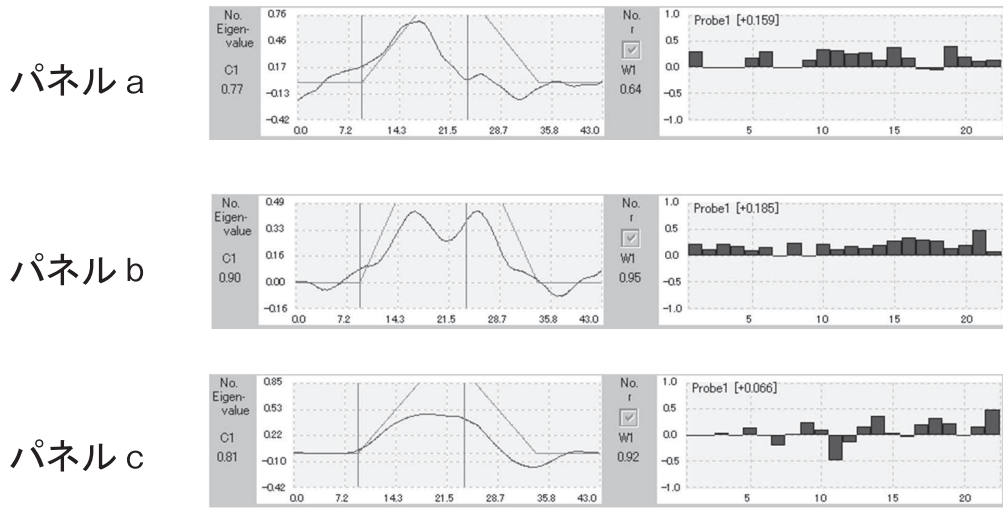 パネル a
No.
Eigen-
value
C1
0.77
0.76
0.46
0.17
-0.13
-0.42
0.0 7.2 14.3 21.5 28.7 35.8 43.0
No.
r
W1
0.64
Probe1 [+0.159]
1.0
0.5
0.0
-0.5
-1.0
5 10 15 20
パネル b
No.
Eigen-
value
C1
0.90
0.49
0.33
0.16
0.00
-0.16
0.0 7.2 14.3 21.5 28.7 35.8 43.0
No.
r
W1
0.95
Probe1 [+0.185]
1.0
0.5
0.0
-0.5
-1.0
5 10 15 20
パネル c
No.
Eigen-
value
C1
0.81
0.85
0.53
0.22
-0.10
-0.42
0.0 7.2 14.3 21.5 28.7 35.8 43.0
No.
r
W1
0.92
Probe1 [+0.066]
1.0
0.5
0.0
-0.5
-1.0
5 10 15 20